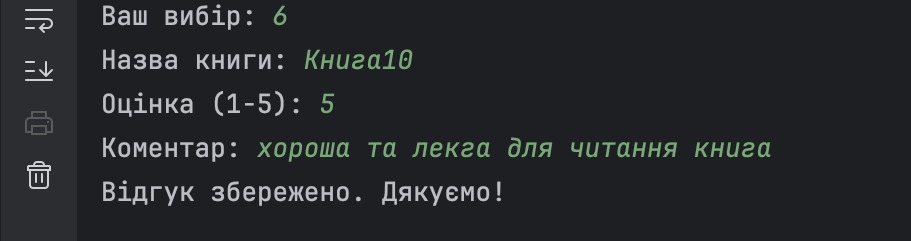 Ваш вибір: 6
Назва книги: Книга10
Оцінка (1-5): 5
Коментар: хороша та лекга для читання книга
Відгук збережено. Дякуємо!